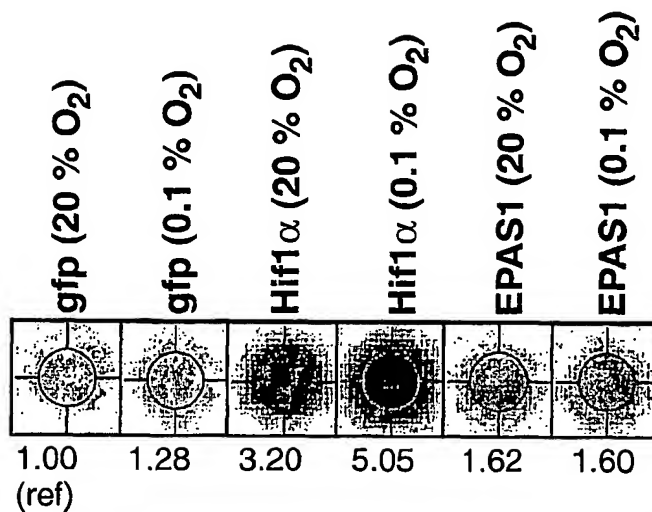 gfp (20 % O2)
gfp (0.1 % O2)
Hif1α (20 % O2)
Hif1α (0.1 % O2)
EPAS1 (20 % O2)
EPAS1 (0.1 % O2)
1.00 1.28 3.20 5.05 1.62 1.60
(ref)